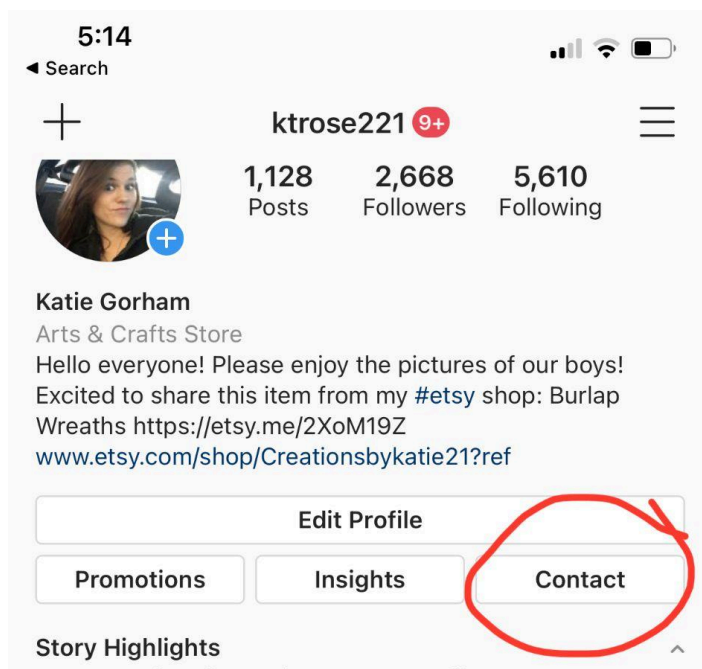 5:14
◀ Search
ktrose221 9+
1,128 2,668 5,610
Posts Followers Following
Katie Gorham
Arts & Crafts Store
Hello everyone! Please enjoy the pictures of our boys!
Excited to share this item from my #etsy shop: Burlap
Wreaths https://etsy.me/2XoM19Z
www.etsy.com/shop/Creationsbykatie21?ref
Edit Profile
Promotions Insights Contact
Story Highlights